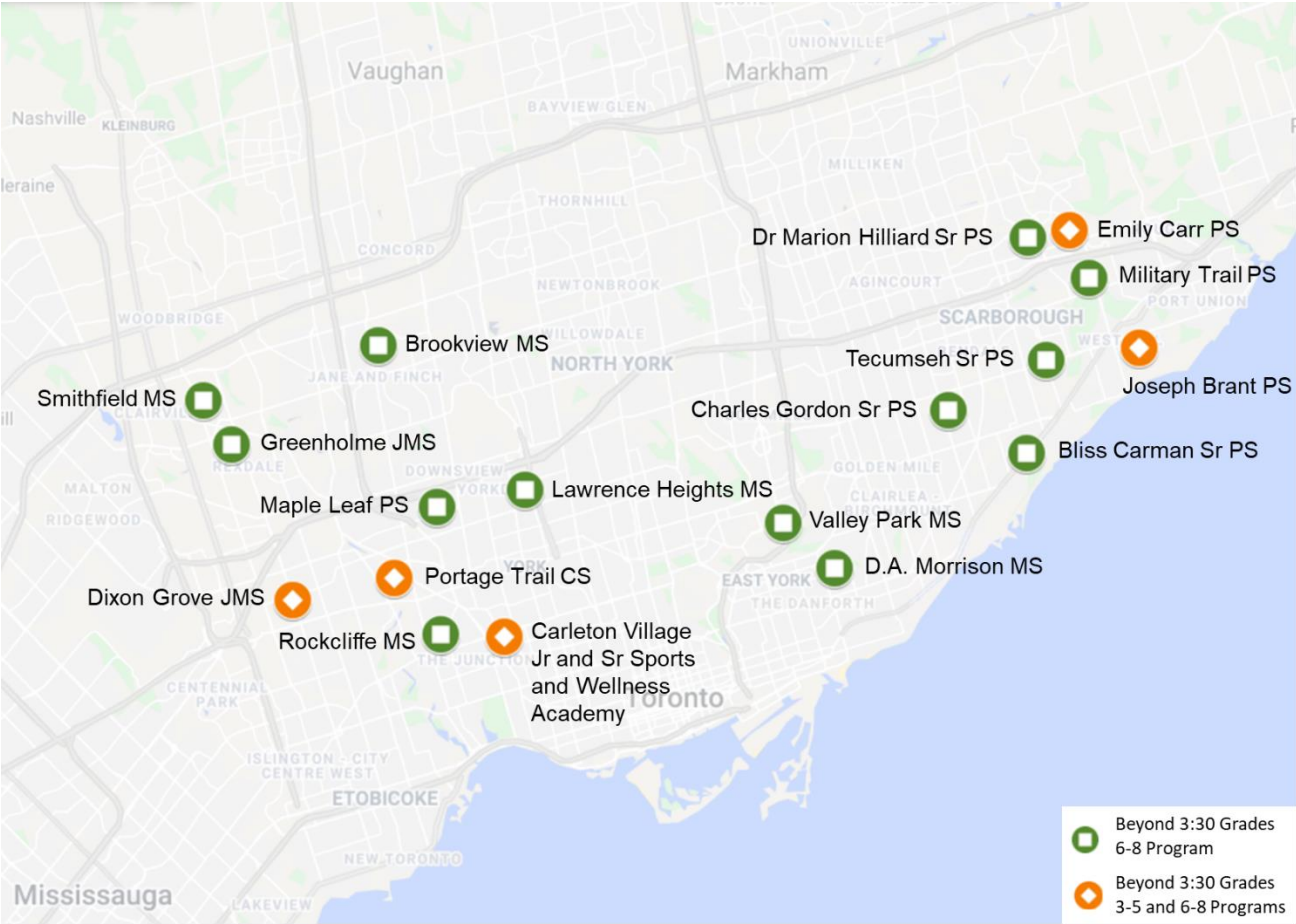 UNIONVILLE
Vaughan
Markham
BAYVIEW GLEN
Nashville
KLEINBURG
MILLIKEN
leraine
THORNHILL
Dr Marion Hilliard Sr PS
Emily Carr PS
CONCORD
Military Trail PS
NEWTONBROOK
AGINCOURT
PORT UNION
WOODBRIDGE
SCARBOROUGH
WILLOWDALE
Brookview MS
WEST
NORTH YORK
Tecumseh Sr PS
JANE AND FINCH
Joseph Brant PS
Smithfield MS
Charles Gordon Sr PS
Greenholme JMS
Bliss Carman Sr PS
REXDALE
DOWNSVIEW
GOLDEN MILE
MALTON
YORK
Lawrence Heights MS
CLAIRLEA -
BIRCHMOUNT
Maple Leaf PS
RIDGEWOOD
Valley Park MS
YORK
D.A. Morrison MS
Portage Trail CS
EAST YORK
Dixon Grove JMS
THE DANFORTH
Rockcliffe MS
Carleton Village
Jr and Sr Sports
and Wellness
Academy
THE JUNCTION
CENTENNIAL
PARK
Toronto
ISLINGTON - CITY
CENTRE WEST
ETOBICOKE
NEW TORONTO
Mississauga
LAKEVIEW
Beyond 3:30 Grades
6-8 Program
Beyond 3:30 Grades
3-5 and 6-8 Programs